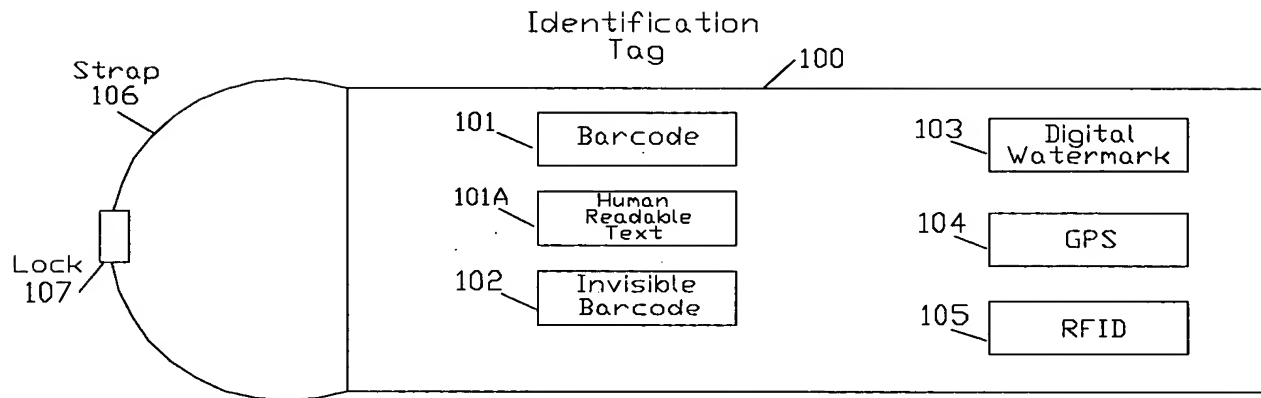 Identification
Tag
100
Strap
106
101
Barcode
103
Digital
Watermark
101A
Human
Readable
Text
104
GPS
Lock
107
102
Invisible
Barcode
105
RFID